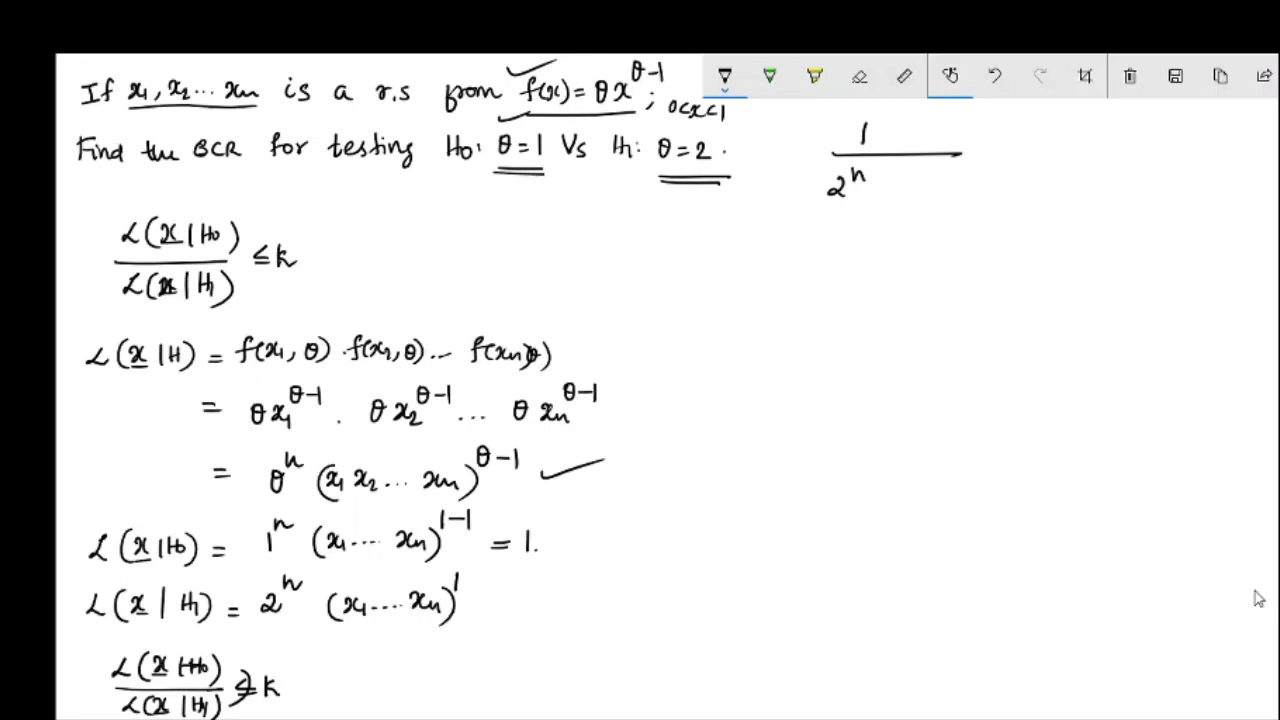 If x₁, x₂... xₙ is a r.s from f(x) = θx^(θ-1) ; 0<x<1
Find the BCR for testing H₀: θ = 1 Vs H₁: θ = 2.
1 / 2ⁿ
L(x|H₀) / L(x|H₁) ≤ k
L(x|H) = f(x₁, θ) . f(x₂, θ) ... f(xₙ, θ)
= θx₁^(θ-1) . θx₂^(θ-1) ... θxₙ^(θ-1)
= θⁿ (x₁ x₂ ... xₙ)^(θ-1)
L(x|H₀) = 1ⁿ (x₁.... xₙ)^(1-1) = 1.
L(x|H₁) = 2ⁿ (x₁.... xₙ)^1
L(x|H₀) / L(x|H₁) k